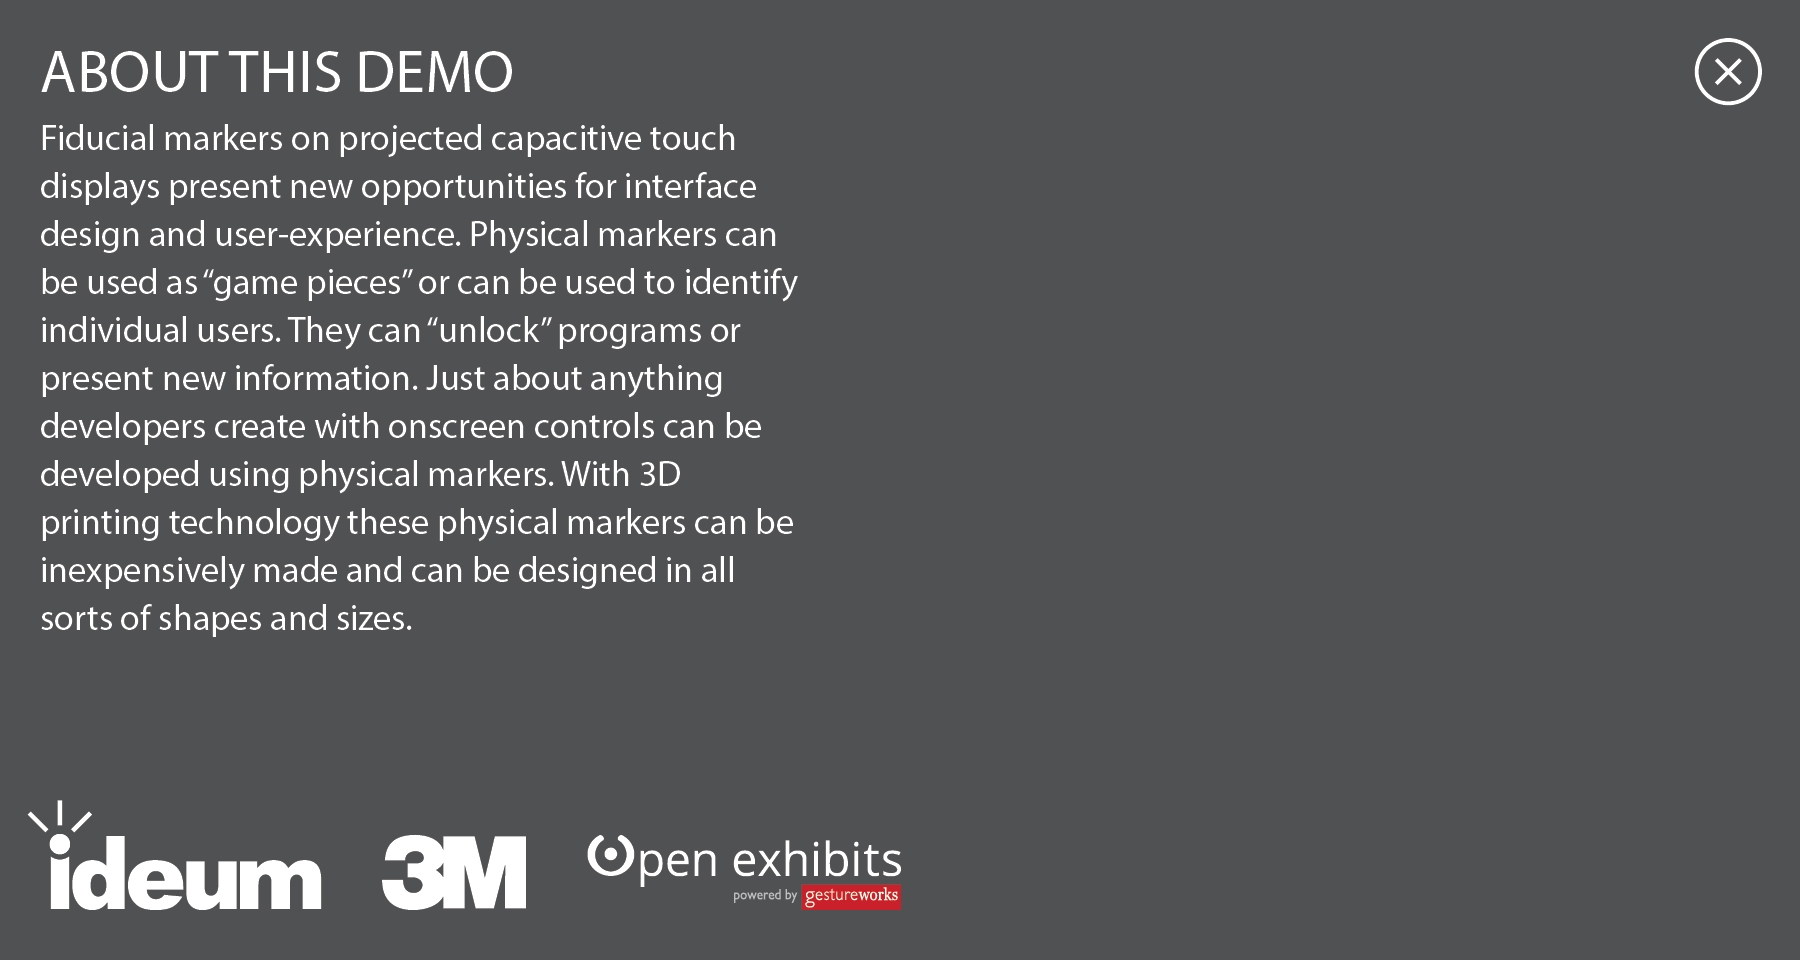 ABOUT THIS DEMO
Fiducial markers on projected capacitive touch
displays present new opportunities for interface
design and user-experience. Physical markers can
be used as “game pieces” or can be used to identify
individual users. They can “unlock” programs or
present new information. Just about anything
developers create with onscreen controls can be
developed using physical markers. With 3D
printing technology these physical markers can be
inexpensively made and can be designed in all
sorts of shapes and sizes.
ideum
3M
Open exhibits
powered by gestureworks